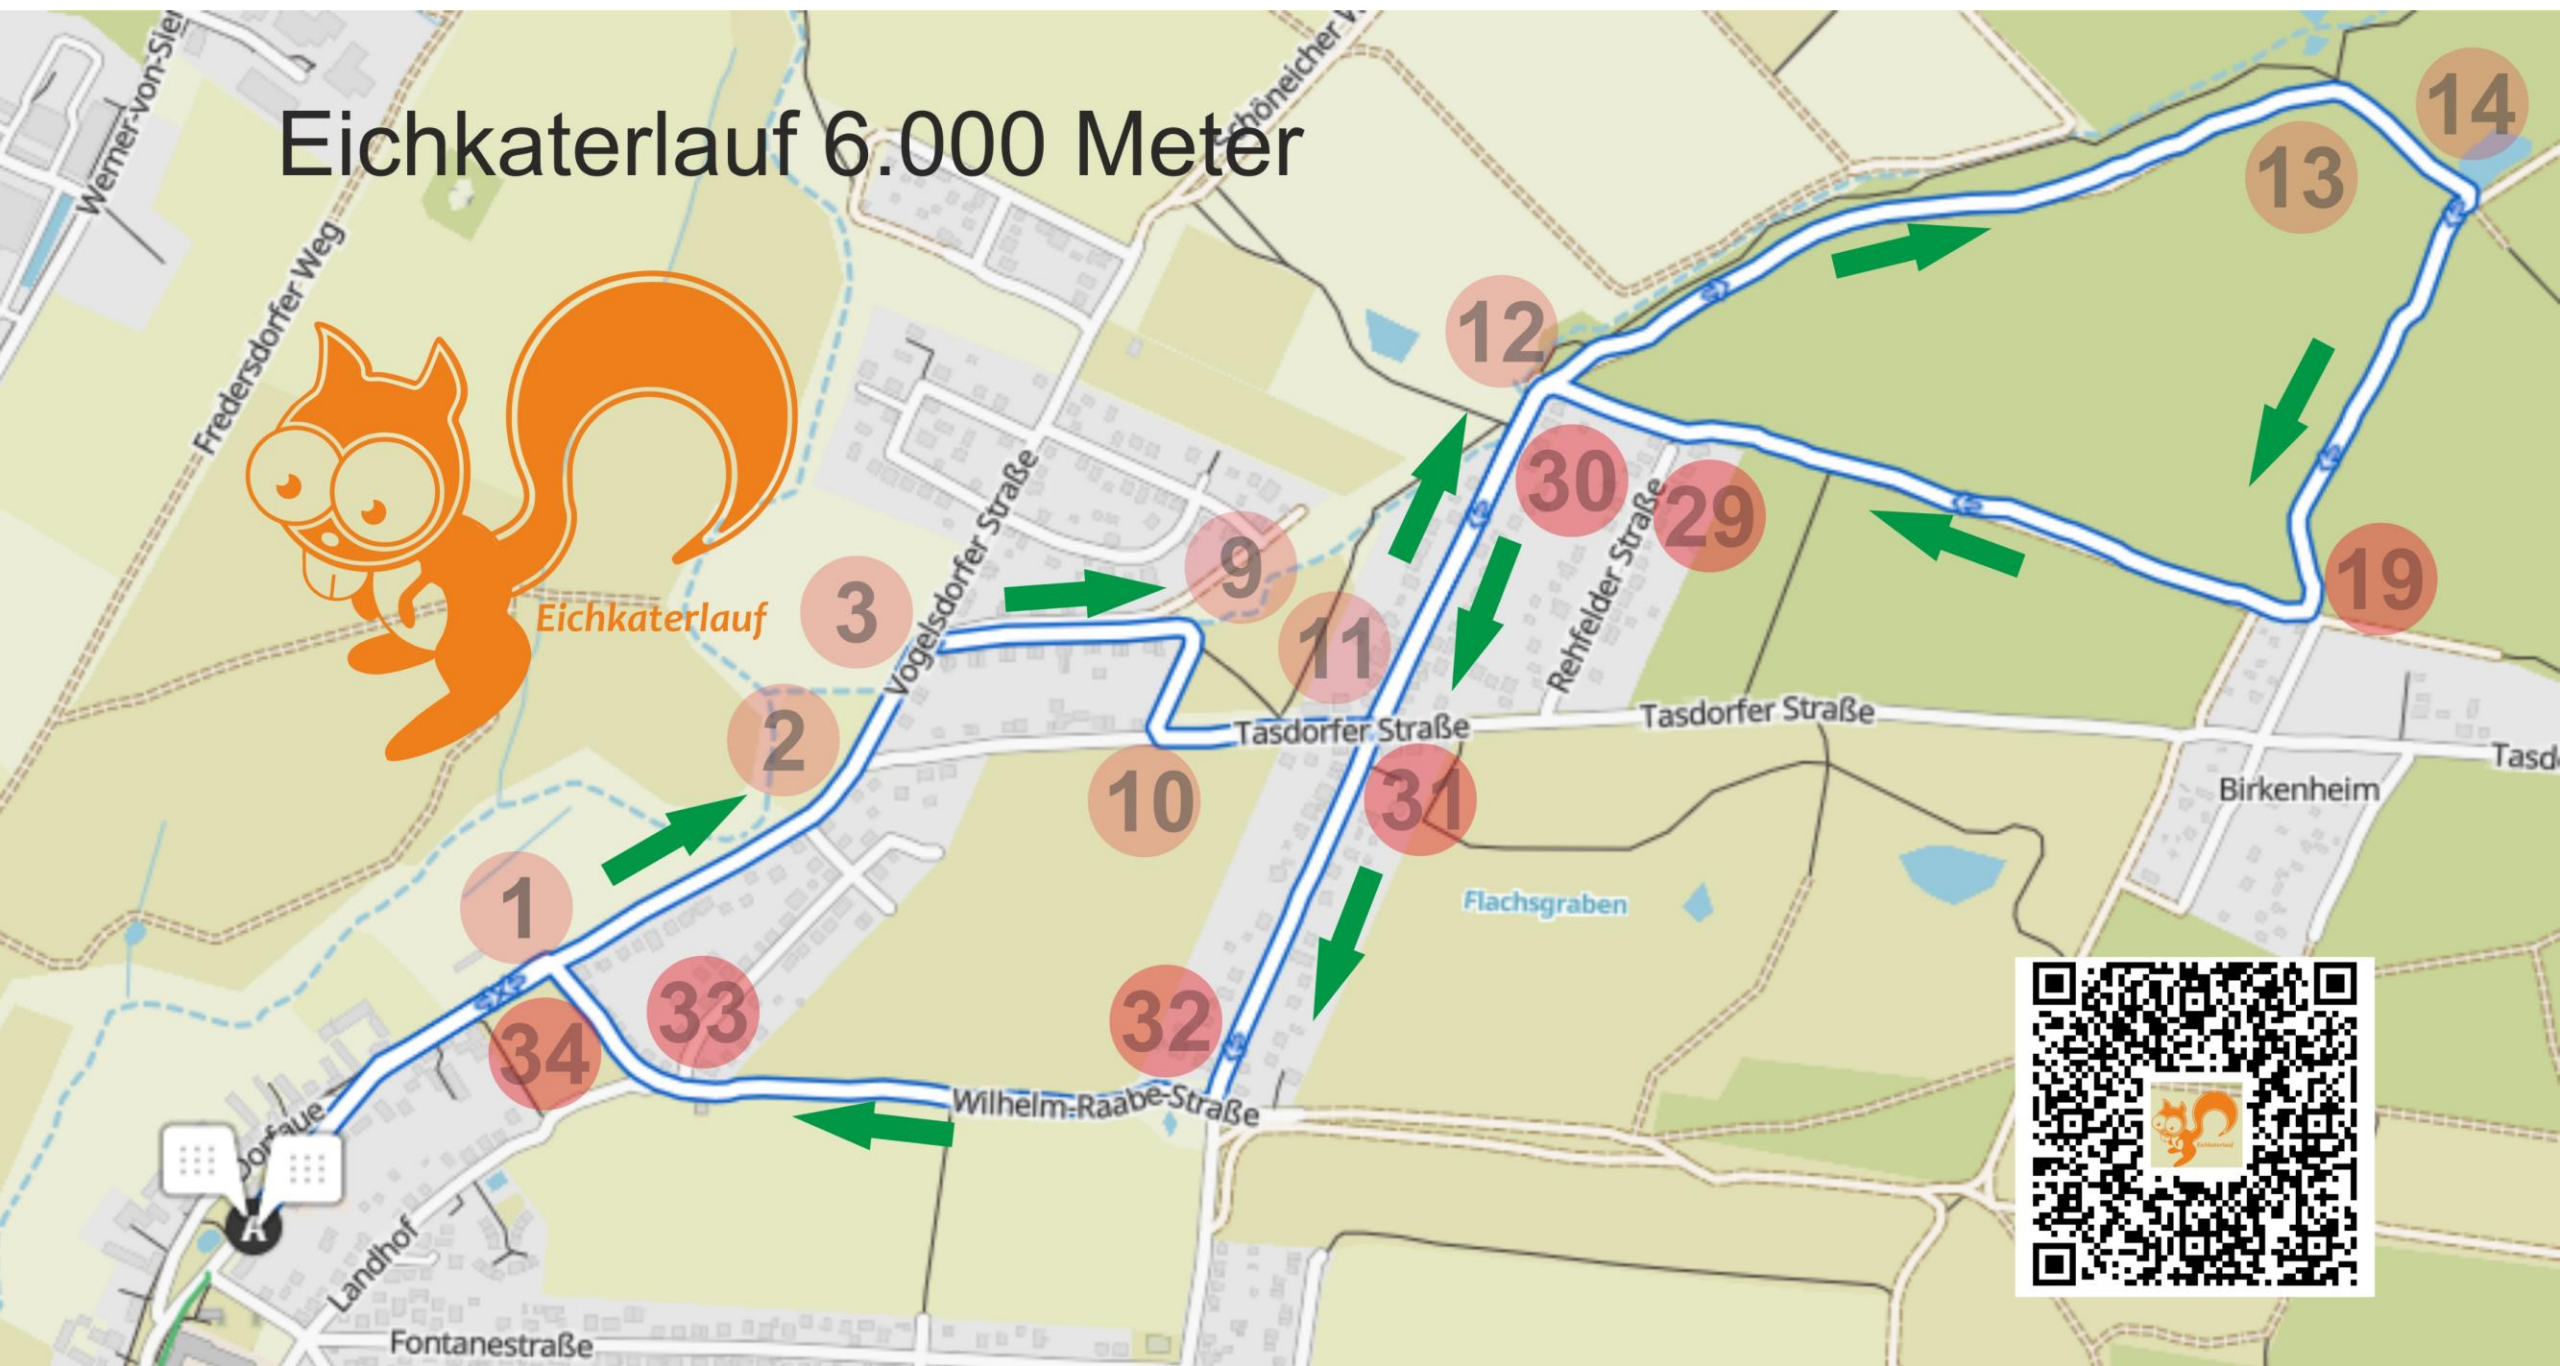 Werner-von-Sie
Schöneicher
Eichkaterlauf 6.000 Meter
14
13
Fredersdorfer Weg
12
Vogelsdorfer Straße
30
29
Rehfelder Straße
3
9
19
Eichkaterlauf
11
2
Tasdorfer Straße
Tasdorfer Straße
Tasd
10
31
Birkenheim
1
Flachsgraben
33
32
34
Wilhelm-Raabe-Straße
Dorfaue
A
Landhof
Fontanestraße